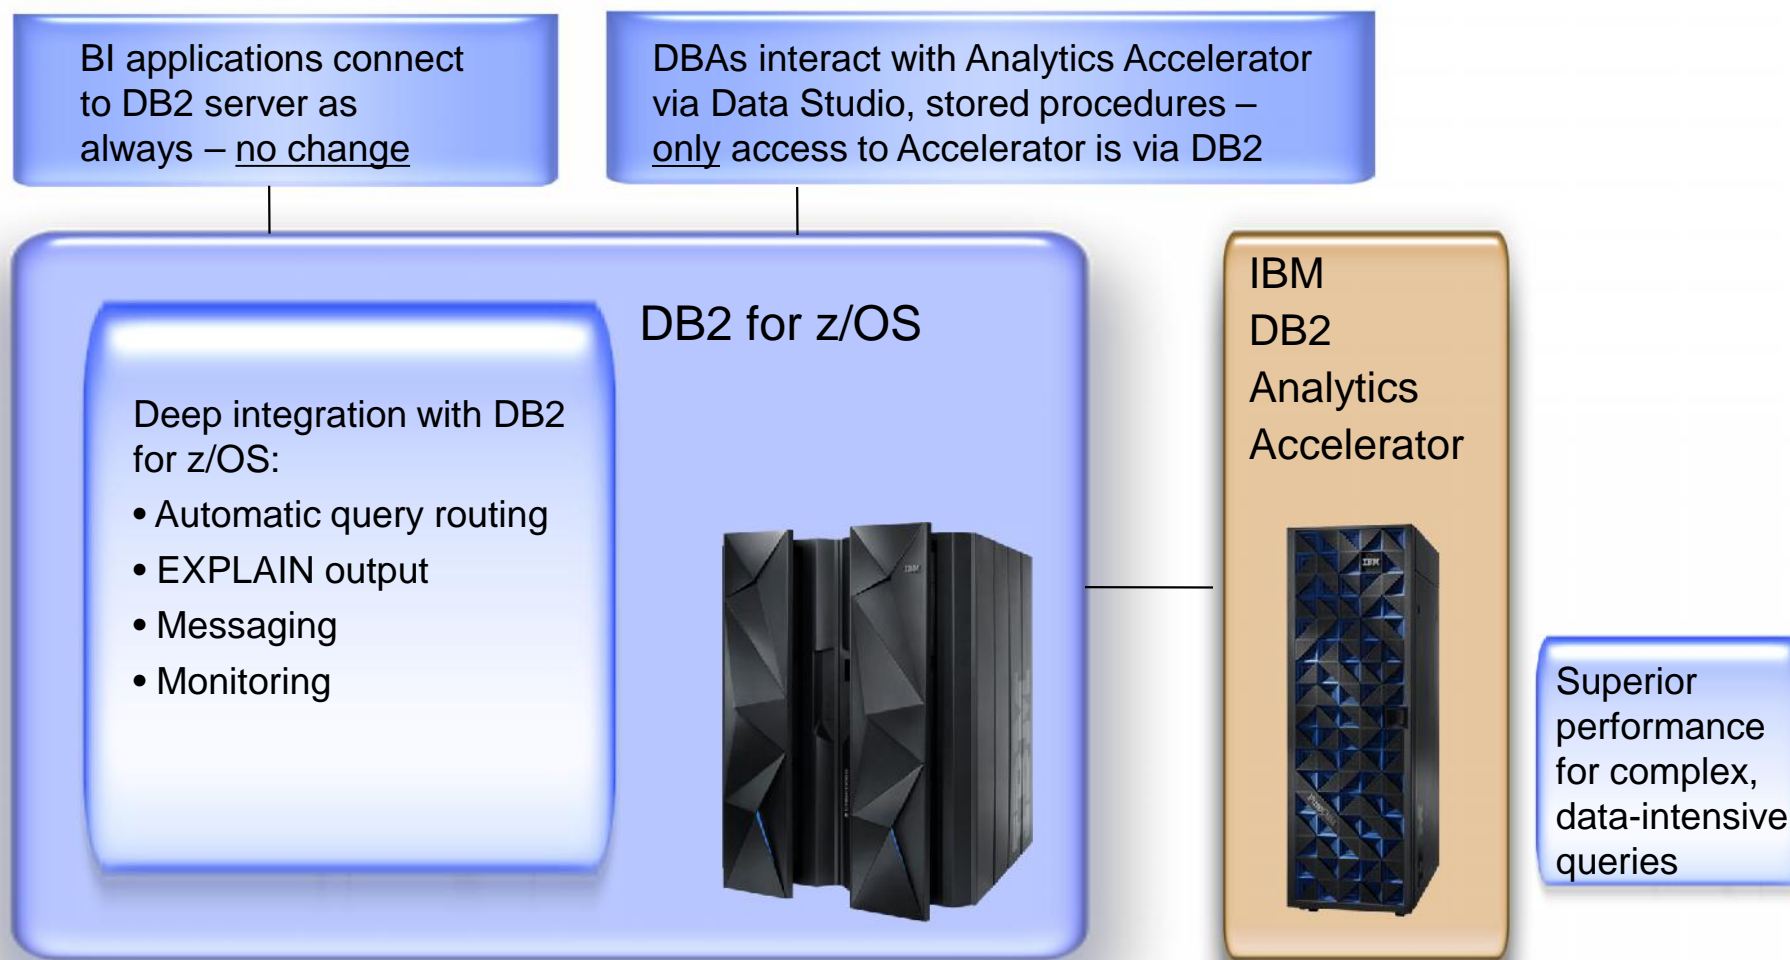 BI applications connect
to DB2 server as
always – no change
DBAs interact with Analytics Accelerator
via Data Studio, stored procedures –
only access to Accelerator is via DB2
DB2 for z/OS
Deep integration with DB2
for z/OS:
• Automatic query routing
• EXPLAIN output
• Messaging
• Monitoring
IBM
IBM
DB2
Analytics
Accelerator
IBM
Superior
performance
for complex,
data-intensive
queries